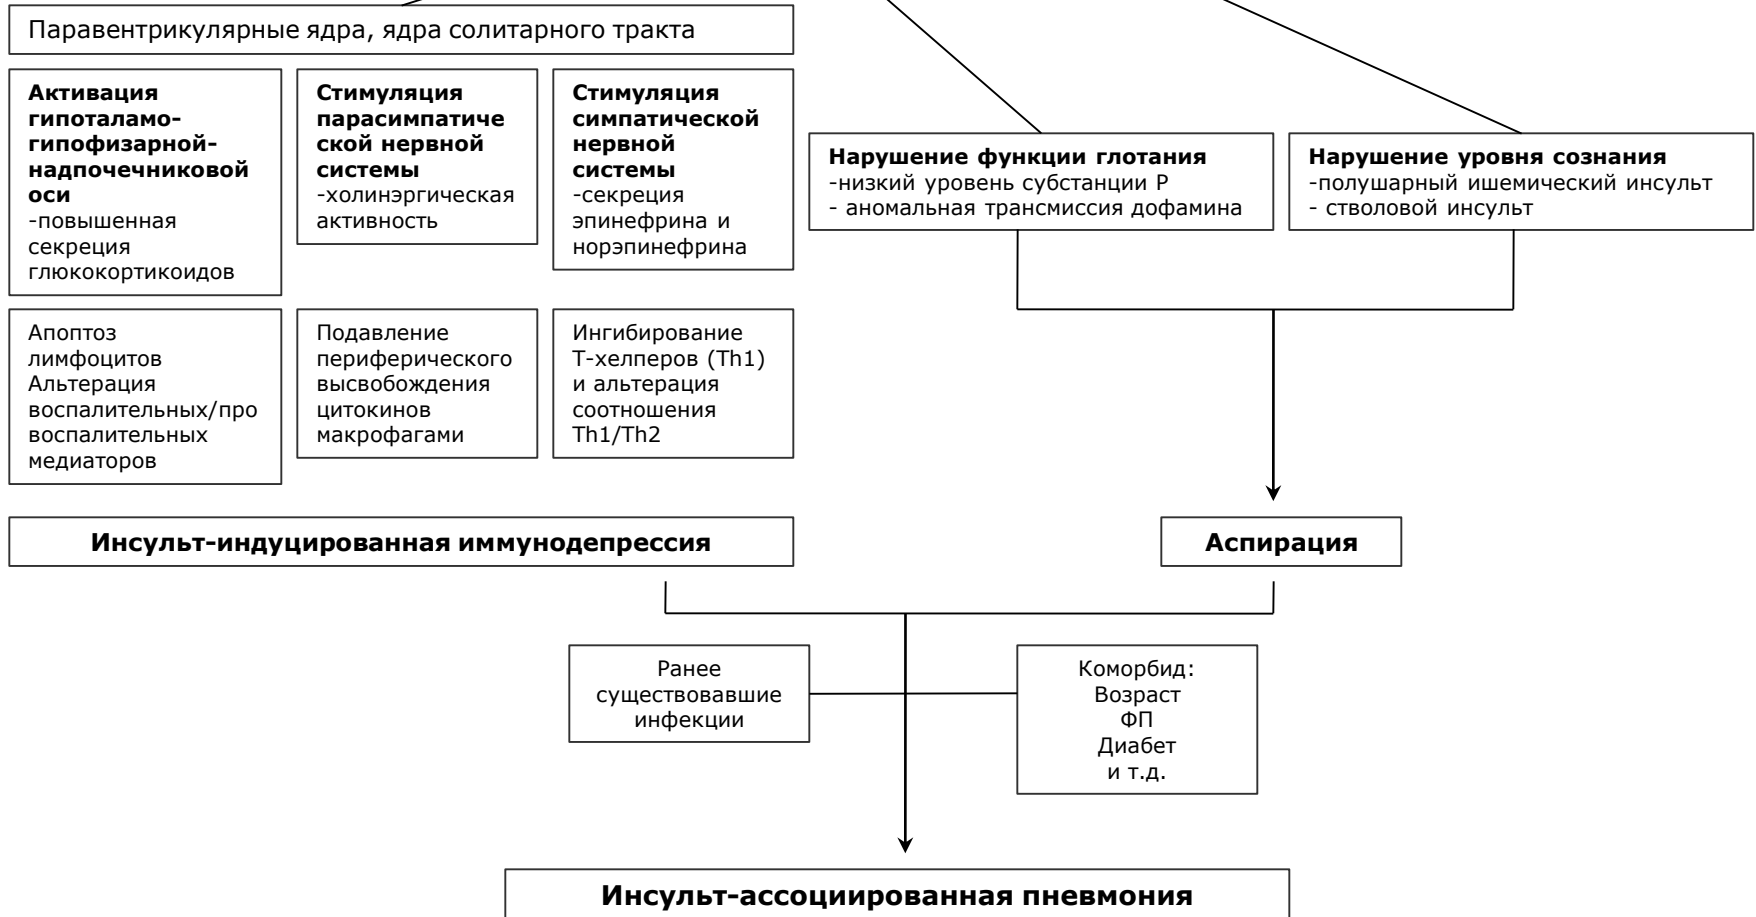 Паравентрикулярные ядра, ядра солитарного тракта
Активация
гипоталамо-
гипофизарной-
надпочечниковой
оси
-повышенная
секреция
глюкокортикоидов
Стимуляция
парасимпатиче
ской нервной
системы
-холинэргическая
активность
Стимуляция
симпатической
нервной
системы
-секреция
эпинефрина и
норэпинефрина
Нарушение функции глотания
-низкий уровень субстанции Р
- аномальная трансмиссия дофамина
Нарушение уровня сознания
-полушарный ишемический инсульт
- стволовой инсульт
Апоптоз
лимфоцитов
Альтерация
воспалительных/про
воспалительных
медиаторов
Подавление
периферического
высвобождения
цитокинов
макрофагами
Ингибирование
Т-хелперов (Th1)
и альтерация
соотношения
Th1/Th2
Инсульт-индуцированная иммунодепрессия
Аспирация
Ранее
существовавшие
инфекции
Коморбид:
Возраст
ФП
Диабет
и т.д.
Инсульт-ассоциированная пневмония